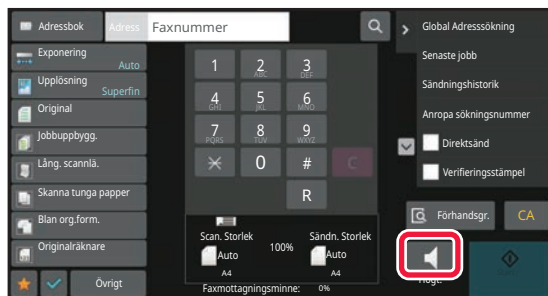 Adressbok
Adress
Faxnummer
Global Adresssökning
Exponering
Auto
Senaste jobb
Upplösning
Superfin
Sändningshistorik
Original
Anropa sökningsnummer
Jobbuppbygg.
Direktsänd
Lång. scannlä.
Verifieringsstämpel
Skanna tunga papper
Blan org.form.
Originalräknare
Övrigt
1
2 ABC
3 DEF
4 GHI
5 JKL
6 MNO
7 PQRS
8 TUV
9 WXYZ
0
#
C
R
Scan. Storlek
Sändn. Storlek
Auto
100%
Auto
A4
A4
Faxmottagningsminne: 0%
Förhandsgr.
CA
Högt.